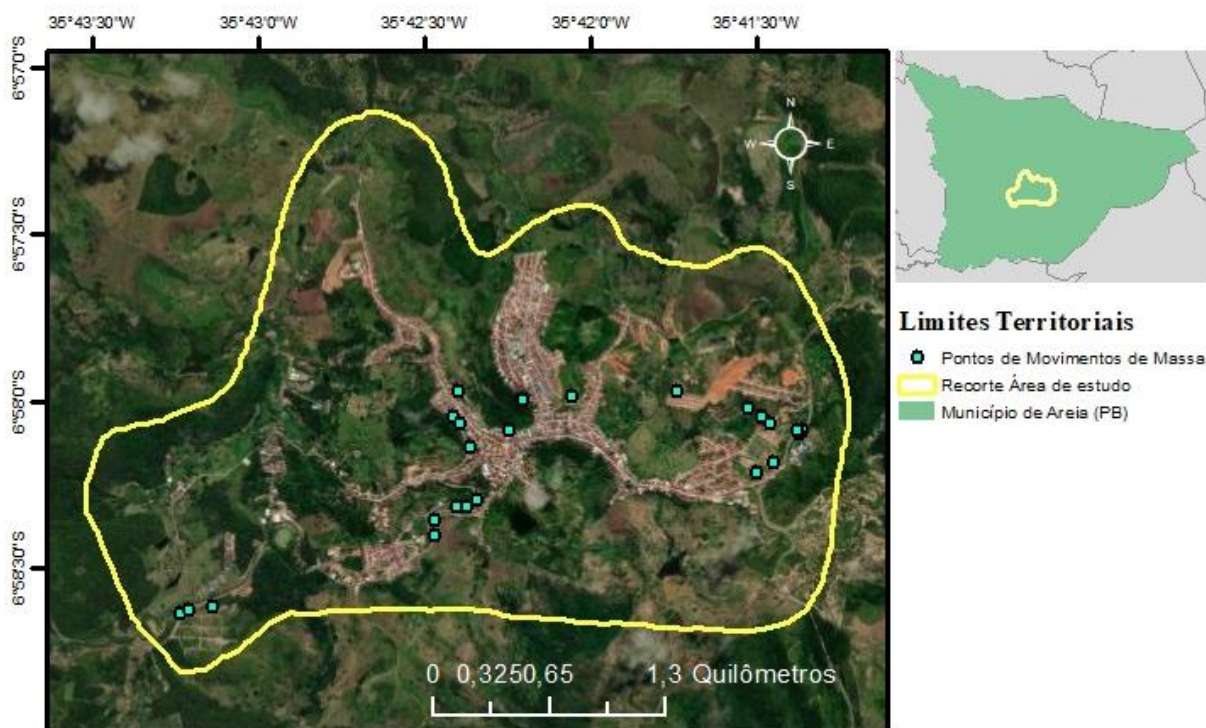 35°43'30"W 35°43'0"W 35°42'30"W 35°42'0"W 35°41'30"W
6°57'0"S
6°57'30"S
6°58'0"S
6°58'30"S
N
W E
S
Limites Territoriais
Pontos de Movimentos de Massa
Recorte Área de estudo
Município de Areia (PB)
0 0,3250,65 1,3 Quilômetros